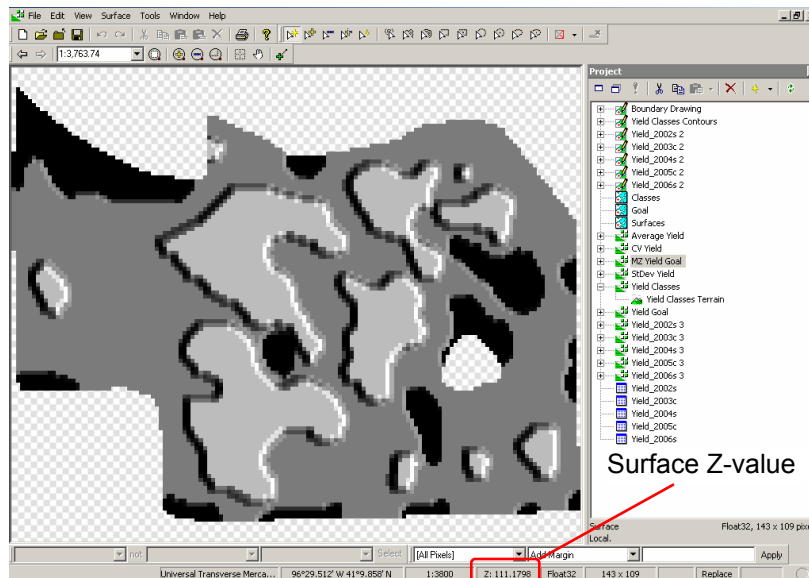 File Edit View Surface Tools Window Help
1:3,763.74
Project
Boundary Drawing
Yield Classes Contours
Yield_2002s 2
Yield_2003c 2
Yield_2004s 2
Yield_2005c 2
Yield_2006s 2
Classes
Goal
Surfaces
Average Yield
CV Yield
MZ Yield Goal
StDev Yield
Yield Classes
Yield Classes Terrain
Yield Goal
Yield_2002s 3
Yield_2003c 3
Yield_2004s 3
Yield_2005c 3
Yield_2006s 3
Yield_2002s
Yield_2003c
Yield_2004s
Yield_2005c
Yield_2006s
Surface Z-value
Surface Float32, 143 x 109 pixe
Local.
not Select [All Pixels] Add Margin Apply
Universal Transverse Merca... 96°29.512' W 41°9.858' N 1:3800 Z: 111.1798 Float32 143 x 109 Replace